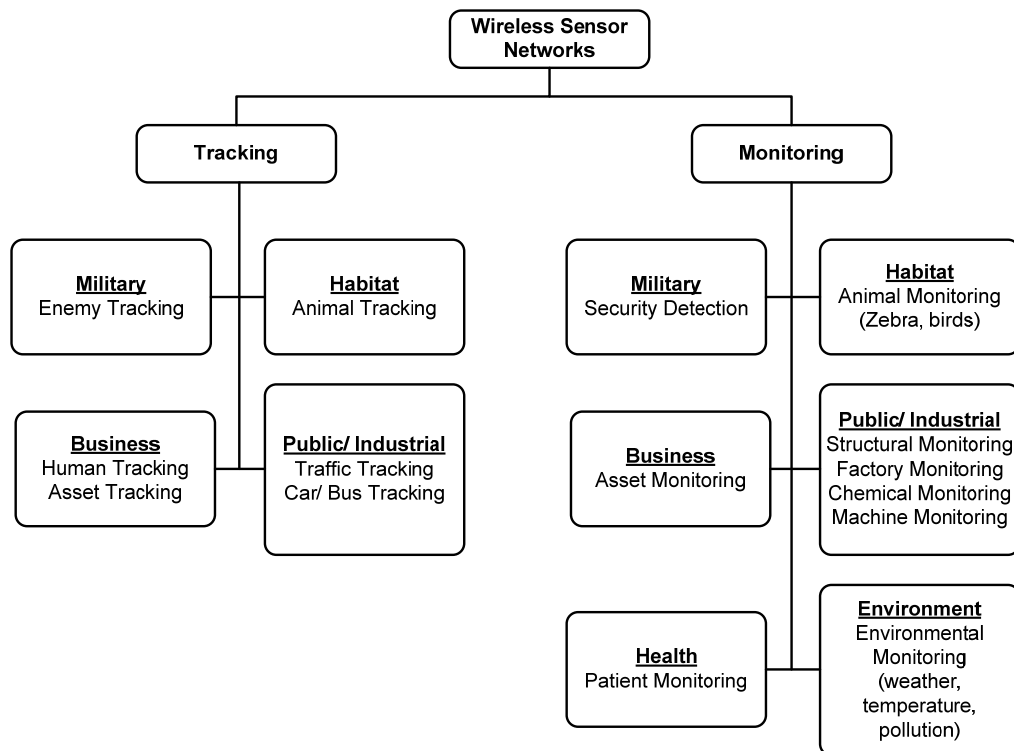 Wireless Sensor
Networks
Tracking
Monitoring
Military
Enemy Tracking
Habitat
Animal Tracking
Military
Security Detection
Habitat
Animal Monitoring
(Zebra, birds)
Business
Human Tracking
Asset Tracking
Public/ Industrial
Traffic Tracking
Car/ Bus Tracking
Business
Asset Monitoring
Public/ Industrial
Structural Monitoring
Factory Monitoring
Chemical Monitoring
Machine Monitoring
Health
Patient Monitoring
Environment
Environmental
Monitoring
(weather,
temperature,
pollution)